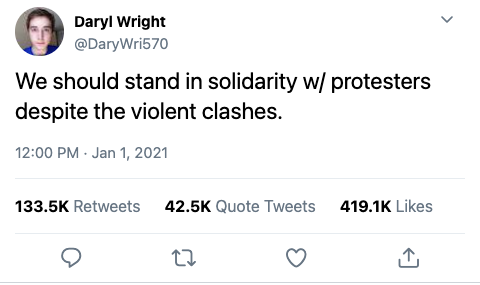 Daryl Wright
@DaryWri570
We should stand in solidarity w/ protesters
despite the violent clashes.
12:00 PM · Jan 1, 2021
133.5K Retweets 42.5K Quote Tweets 419.1K Likes